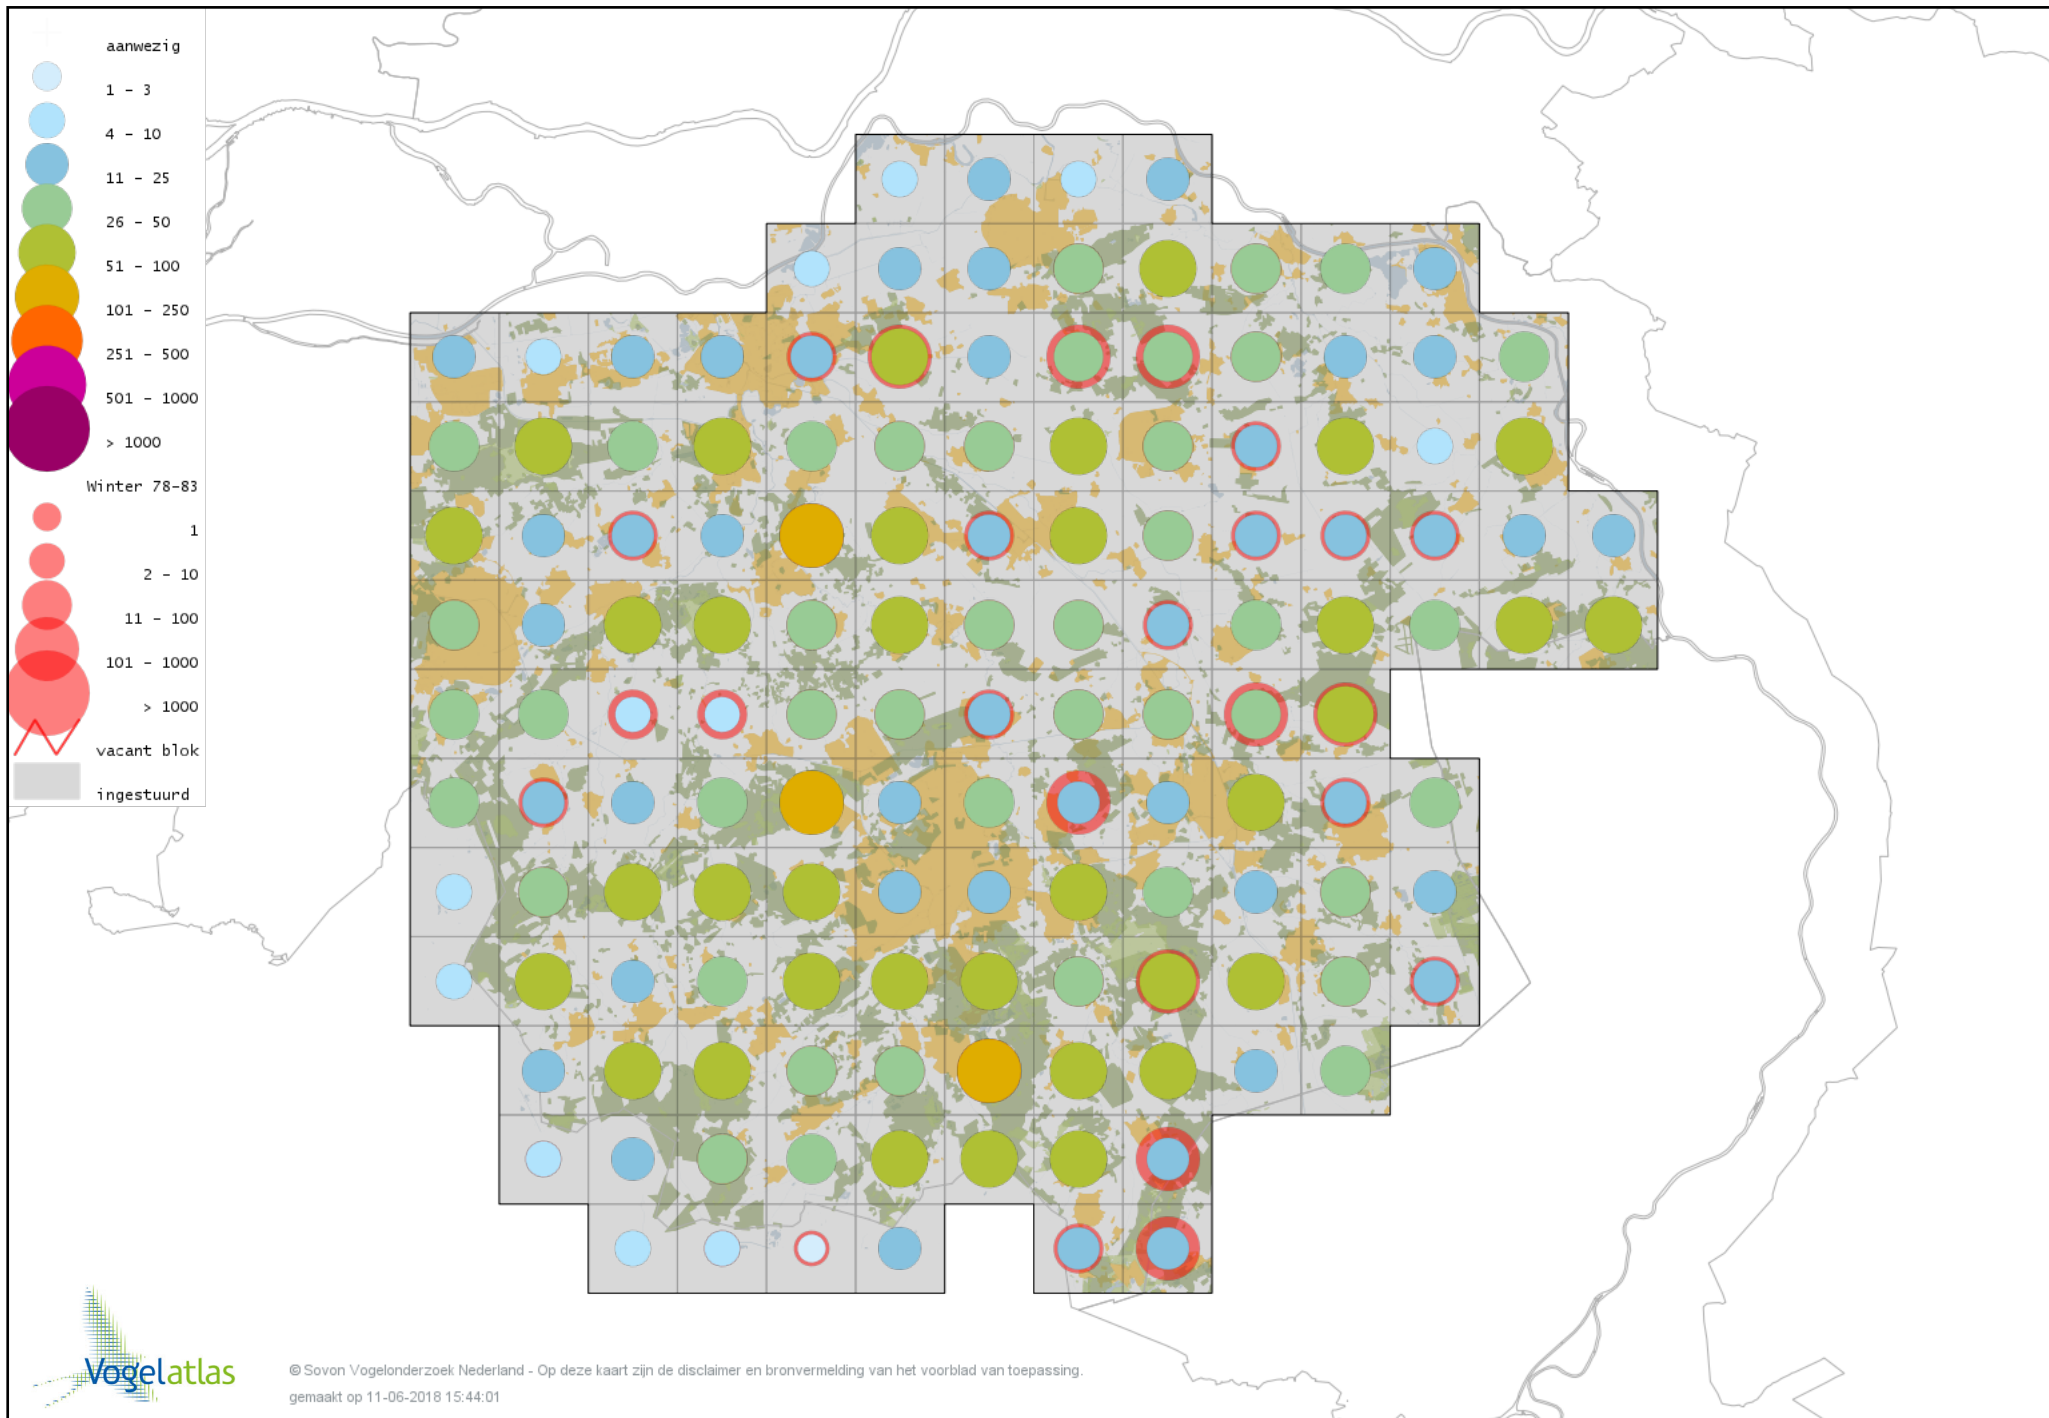 aanwezig
1 - 3
4 - 10
11 - 25
26 - 50
51 - 100
101 - 250
251 - 500
501 - 1000
> 1000
Winter 78-83
1
2 - 10
11 - 100
101 - 1000
> 1000
vacant blok
ingestuurd
Vogelatlas
© Sovon Vogelonderzoek Nederland - Op deze kaart zijn de disclaimer en bronvermelding van het voorblad van toepassing.
gemaakt op 11-06-2018 15:44:01